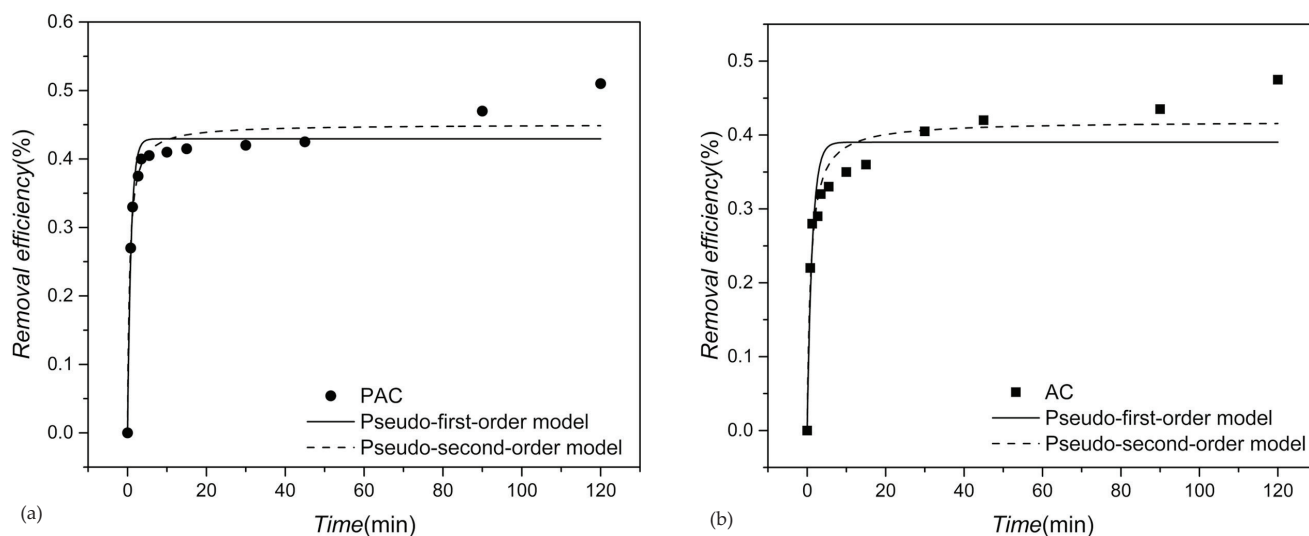 0.6
0.5
0.4
0.3
0.2
0.1
0.0
Removal efficiency(%)
PAC
Pseudo-first-order model
Pseudo-second-order model
0 20 40 60 80 100 120
Time(min)
(a)
0.5
0.4
0.3
0.2
0.1
0.0
Removal efficiency(%)
AC
Pseudo-first-order model
Pseudo-second-order model
0 20 40 60 80 100 120
Time(min)
(b)